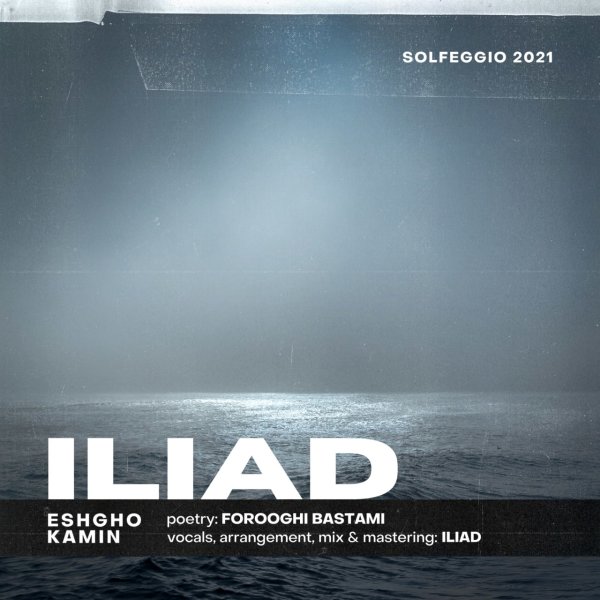 SOLFEGGIO 2021
ILIAD
ESHGHO
KAMIN
poetry: FOROOGHI BASTAMI
vocals, arrangement, mix & mastering: ILIAD